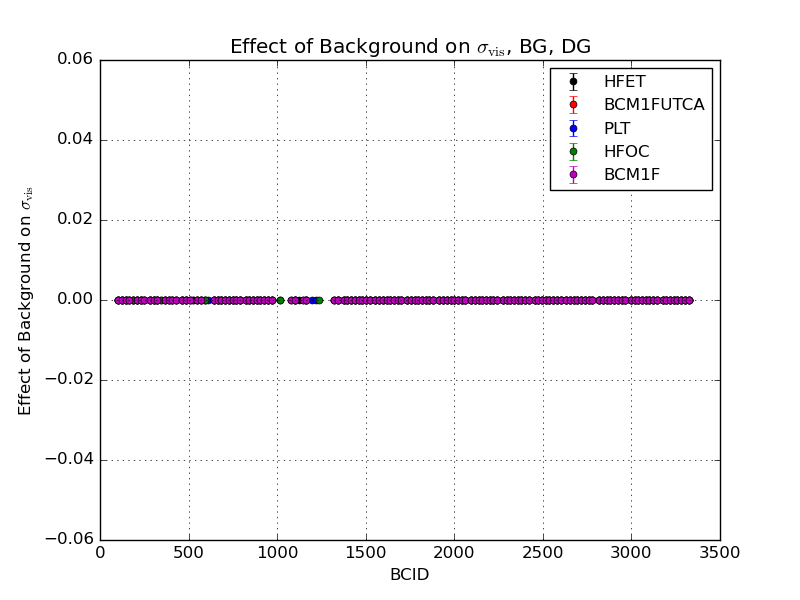 Effect of Background on σvis, BG, DG
HFET
BCM1FUTCA
PLT
HFOC
BCM1F
Effect of Background on σvis
0.06
0.04
0.02
0.00
−0.02
−0.04
−0.06
0 500 1000 1500 2000 2500 3000 3500
BCID